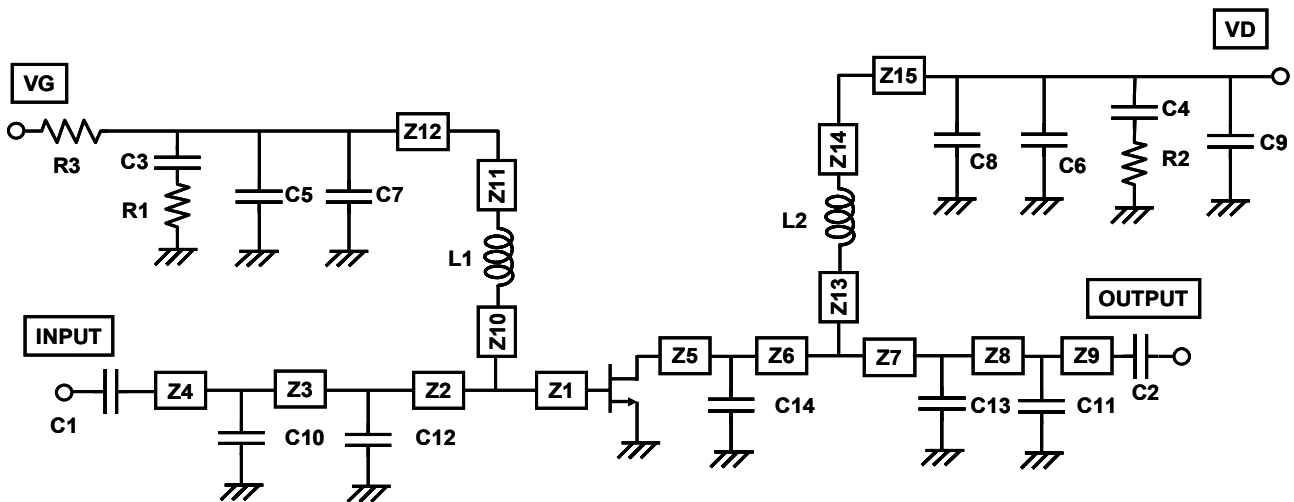 VD
VG
Z15
C4
Z12
Z14
C3
R3
C8
C6
R2
C9
Z11
R1
C5
C7
L2
L1
Z13
OUTPUT
INPUT
Z10
Z5
Z6
Z7
Z8
Z9
Z4
Z3
Z2
Z1
C2
C1
C14
C13
C11
C10
C12